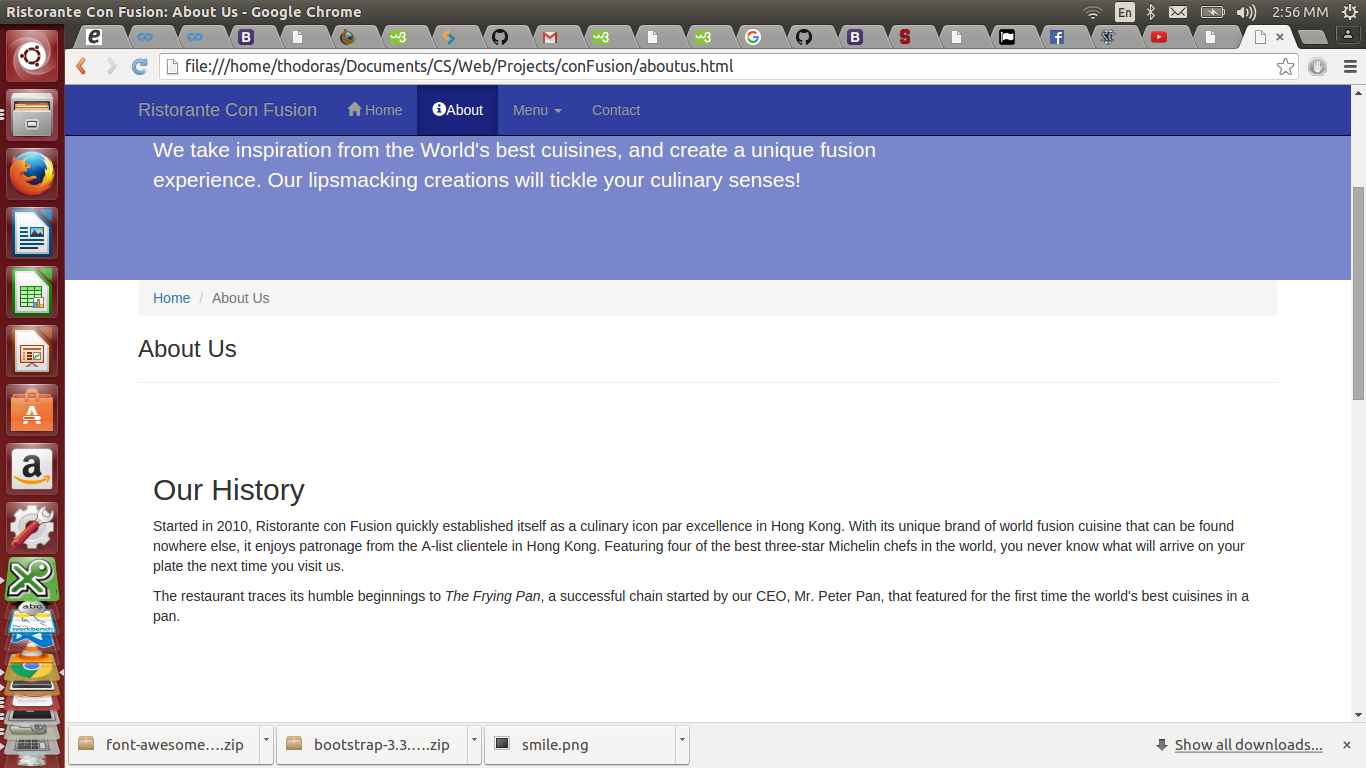 Ristorante Con Fusion: About Us - Google Chrome
En
2:56 MM
file:///home/thodoras/Documents/CS/Web/Projects/conFusion/aboutus.html
Ristorante Con Fusion Home About Menu Contact
We take inspiration from the World's best cuisines, and create a unique fusion
experience. Our lipsmacking creations will tickle your culinary senses!
Home / About Us
About Us
Our History
Started in 2010, Ristorante con Fusion quickly established itself as a culinary icon par excellence in Hong Kong. With its unique brand of world fusion cuisine that can be found
nowhere else, it enjoys patronage from the A-list clientele in Hong Kong. Featuring four of the best three-star Michelin chefs in the world, you never know what will arrive on your
plate the next time you visit us.
The restaurant traces its humble beginnings to The Frying Pan, a successful chain started by our CEO, Mr. Peter Pan, that featured for the first time the world's best cuisines in a
pan.
abc
Workbench
font-awesome….zip
bootstrap-3.3.….zip
smile.png
Show all downloads...